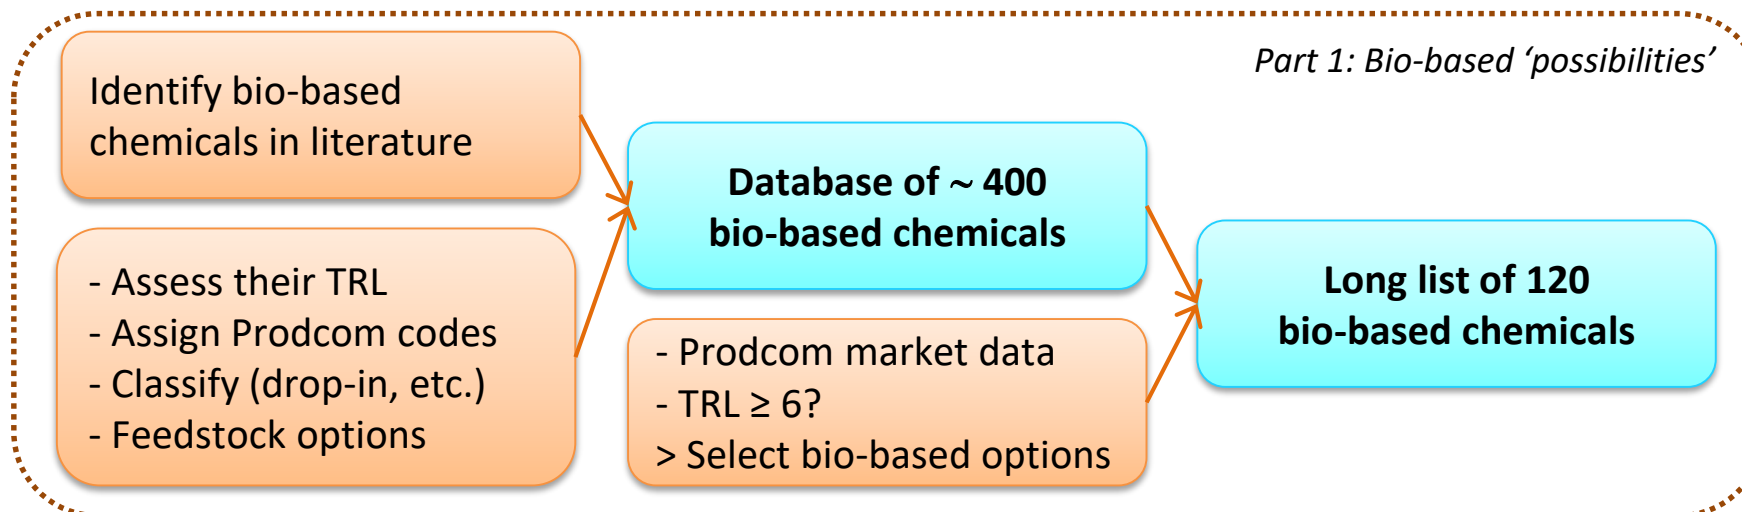 Part 1: Bio-based ‘possibilities’
Identify bio-based
chemicals in literature
- Assess their TRL
- Assign Prodcom codes
- Classify (drop-in, etc.)
- Feedstock options
Database of ~ 400
bio-based chemicals
- Prodcom market data
- TRL ≥ 6?
> Select bio-based options
Long list of 120
bio-based chemicals